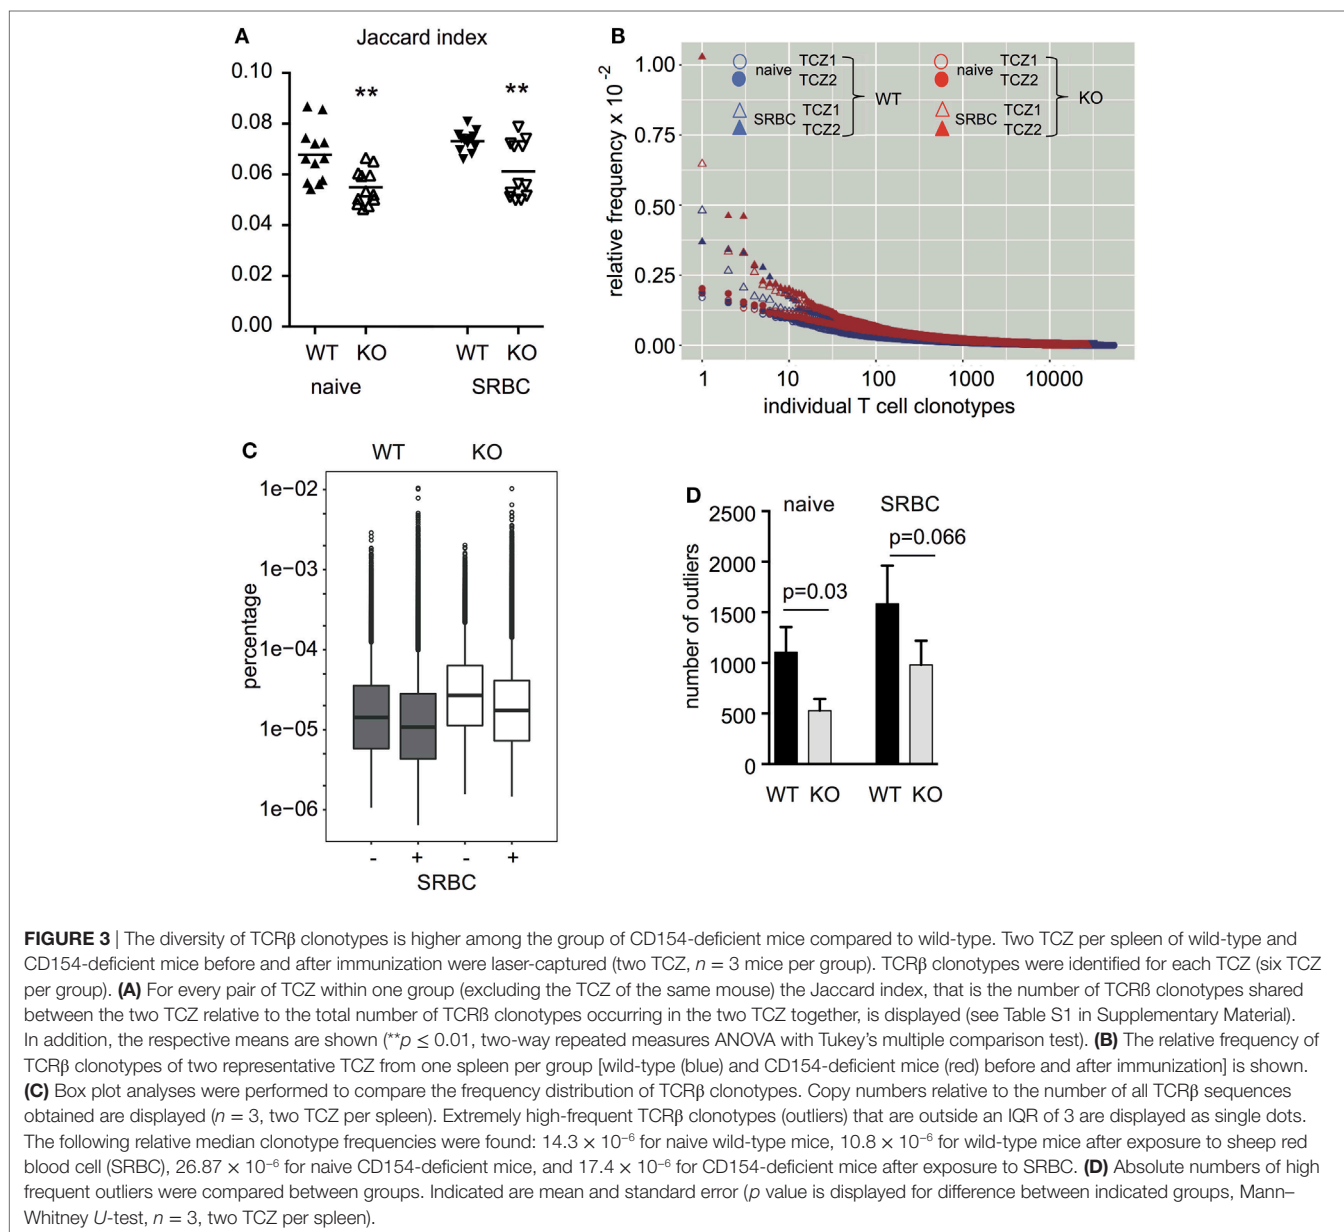 A
Jaccard index
0.10
0.08
0.06
0.04
0.02
0.00
**
**
WT KO WT KO
naive SRBC
B
relative frequency x 10⁻²
1.00
0.75
0.50
0.25
0.00
naive TCZ1
TCZ2
SRBC TCZ1
TCZ2
WT
naive TCZ1
TCZ2
SRBC TCZ1
TCZ2
KO
1 10 100 1000 10000
individual T cell clonotypes
C
WT KO
percentage
1e−02
1e−03
1e−04
1e−05
1e−06
- + - +
SRBC
D
naive SRBC
number of outliers
2500
2000
1500
1000
500
0
p=0.03
p=0.066
WT KO WT KO
FIGURE 3 | The diversity of TCRβ clonotypes is higher among the group of CD154-deficient mice compared to wild-type. Two TCZ per spleen of wild-type and
CD154-deficient mice before and after immunization were laser-captured (two TCZ, n = 3 mice per group). TCRβ clonotypes were identified for each TCZ (six TCZ
per group). (A) For every pair of TCZ within one group (excluding the TCZ of the same mouse) the Jaccard index, that is the number of TCRß clonotypes shared
between the two TCZ relative to the total number of TCRß clonotypes occurring in the two TCZ together, is displayed (see Table S1 in Supplementary Material).
In addition, the respective means are shown (**p ≤ 0.01, two-way repeated measures ANOVA with Tukey's multiple comparison test). (B) The relative frequency of
TCRβ clonotypes of two representative TCZ from one spleen per group [wild-type (blue) and CD154-deficient mice (red) before and after immunization] is shown.
(C) Box plot analyses were performed to compare the frequency distribution of TCRβ clonotypes. Copy numbers relative to the number of all TCRβ sequences
obtained are displayed (n = 3, two TCZ per spleen). Extremely high-frequent TCRβ clonotypes (outliers) that are outside an IQR of 3 are displayed as single dots.
The following relative median clonotype frequencies were found: 14.3 × 10⁻⁶ for naive wild-type mice, 10.8 × 10⁻⁶ for wild-type mice after exposure to sheep red
blood cell (SRBC), 26.87 × 10⁻⁶ for naive CD154-deficient mice, and 17.4 × 10⁻⁶ for CD154-deficient mice after exposure to SRBC. (D) Absolute numbers of high
frequent outliers were compared between groups. Indicated are mean and standard error (p value is displayed for difference between indicated groups, Mann–
Whitney U-test, n = 3, two TCZ per spleen).